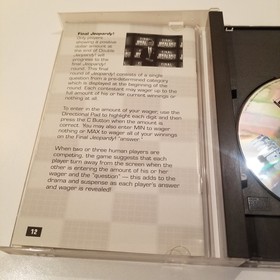 Final Jeopardy!
Only players
showing a positive
dollar amount at
the end of Double
Jeopardy! will
progress to the
final Jeopardy!
round. This final
round of Jeopardy! consists of a single
question from a pre-determined category
which is displayed at the beginning of the
round. Each contestant may wager up to the
full amount of his or her current winnings or
nothing at all.
To enter in the amount of your wager, use the
Directional Pad to highlight each digit and then
press the C Button when the amount is
correct. You may also enter MIN to wager
nothing or MAX to wager all of your winnings
on the Final Jeopardy! "answer."
When two or three human players are
competing, the game suggests that each
player turn away from the screen when the
other is entering the amount of his or her
wager and the "question" — this adds to the
drama and suspense as each player's answer
and wager is revealed!
12